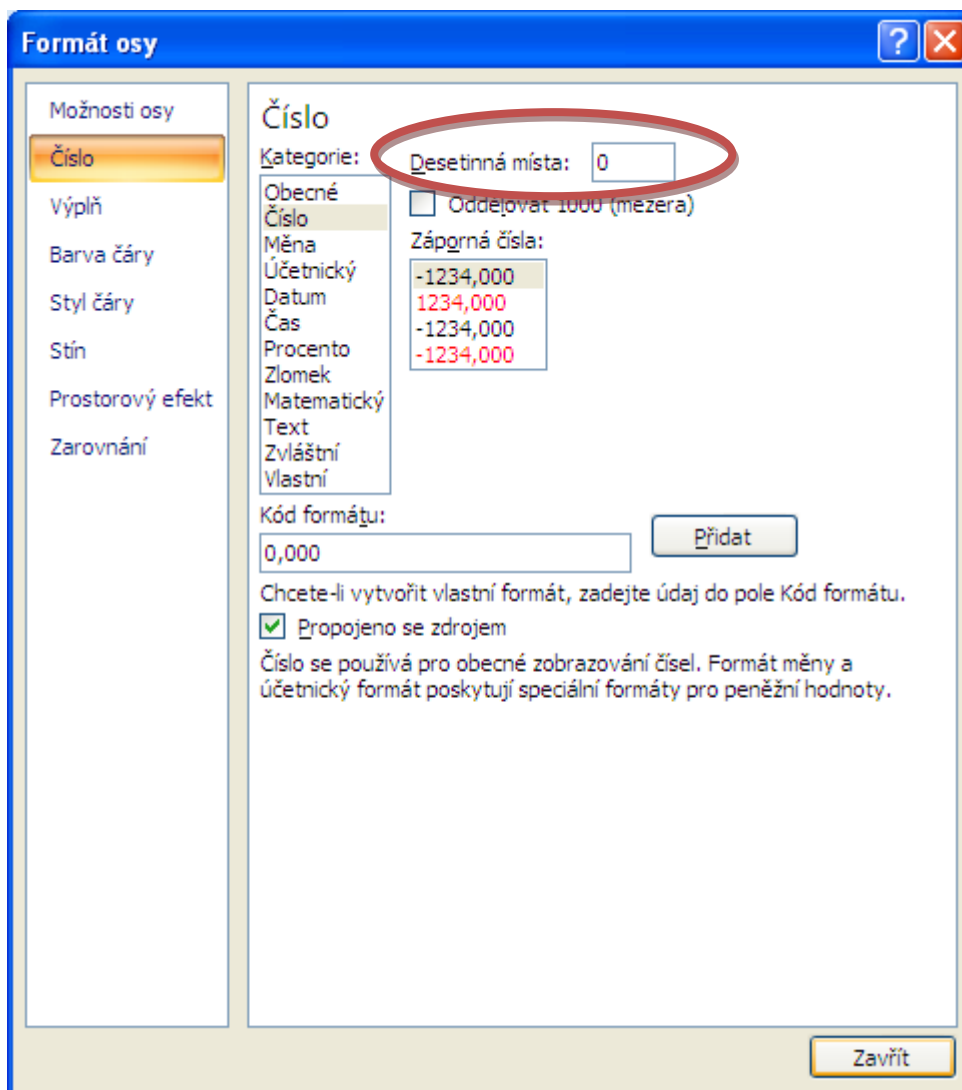 Formát osy
Možnosti osy
Číslo
Výplň
Barva čáry
Styl čáry
Stín
Prostorový efekt
Zarovnání
Číslo
Kategorie:
Obecné
Číslo
Měna
Účetnický
Datum
Čas
Procento
Zlomek
Matematický
Text
Zvláštní
Vlastní
Desetinná místa: 0
Oddělovat 1000 (mezera)
Záporná čísla:
-1234,000
1234,000
-1234,000
-1234,000
Kód formátu:
0,000
Přidat
Chcete-li vytvořit vlastní formát, zadejte údaj do pole Kód formátu.
Propojeno se zdrojem
Číslo se používá pro obecné zobrazování čísel. Formát měny a
účetnický formát poskytují speciální formáty pro peněžní hodnoty.
Zavřít